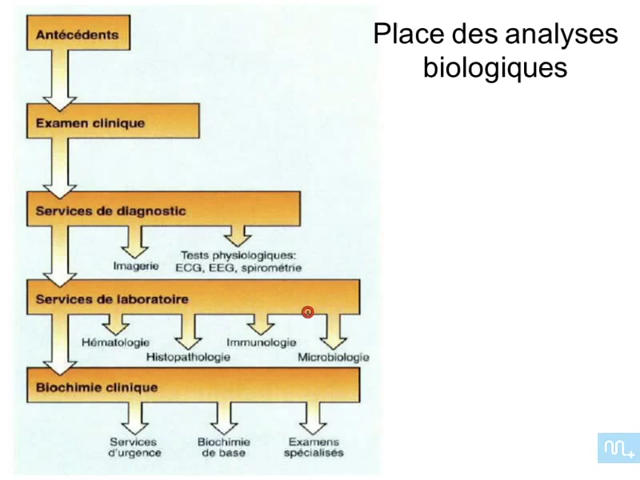 Place des analyses
biologiques
Antécédents
Examen clinique
Services de diagnostic
Imagerie
Tests physiologiques:
ECG, EEG, spirométrie
Services de laboratoire
Hématologie
Immunologie
Histopathologie
Microbiologie
Biochimie clinique
Services
d'urgence
Biochimie
de base
Examens
spécialisés